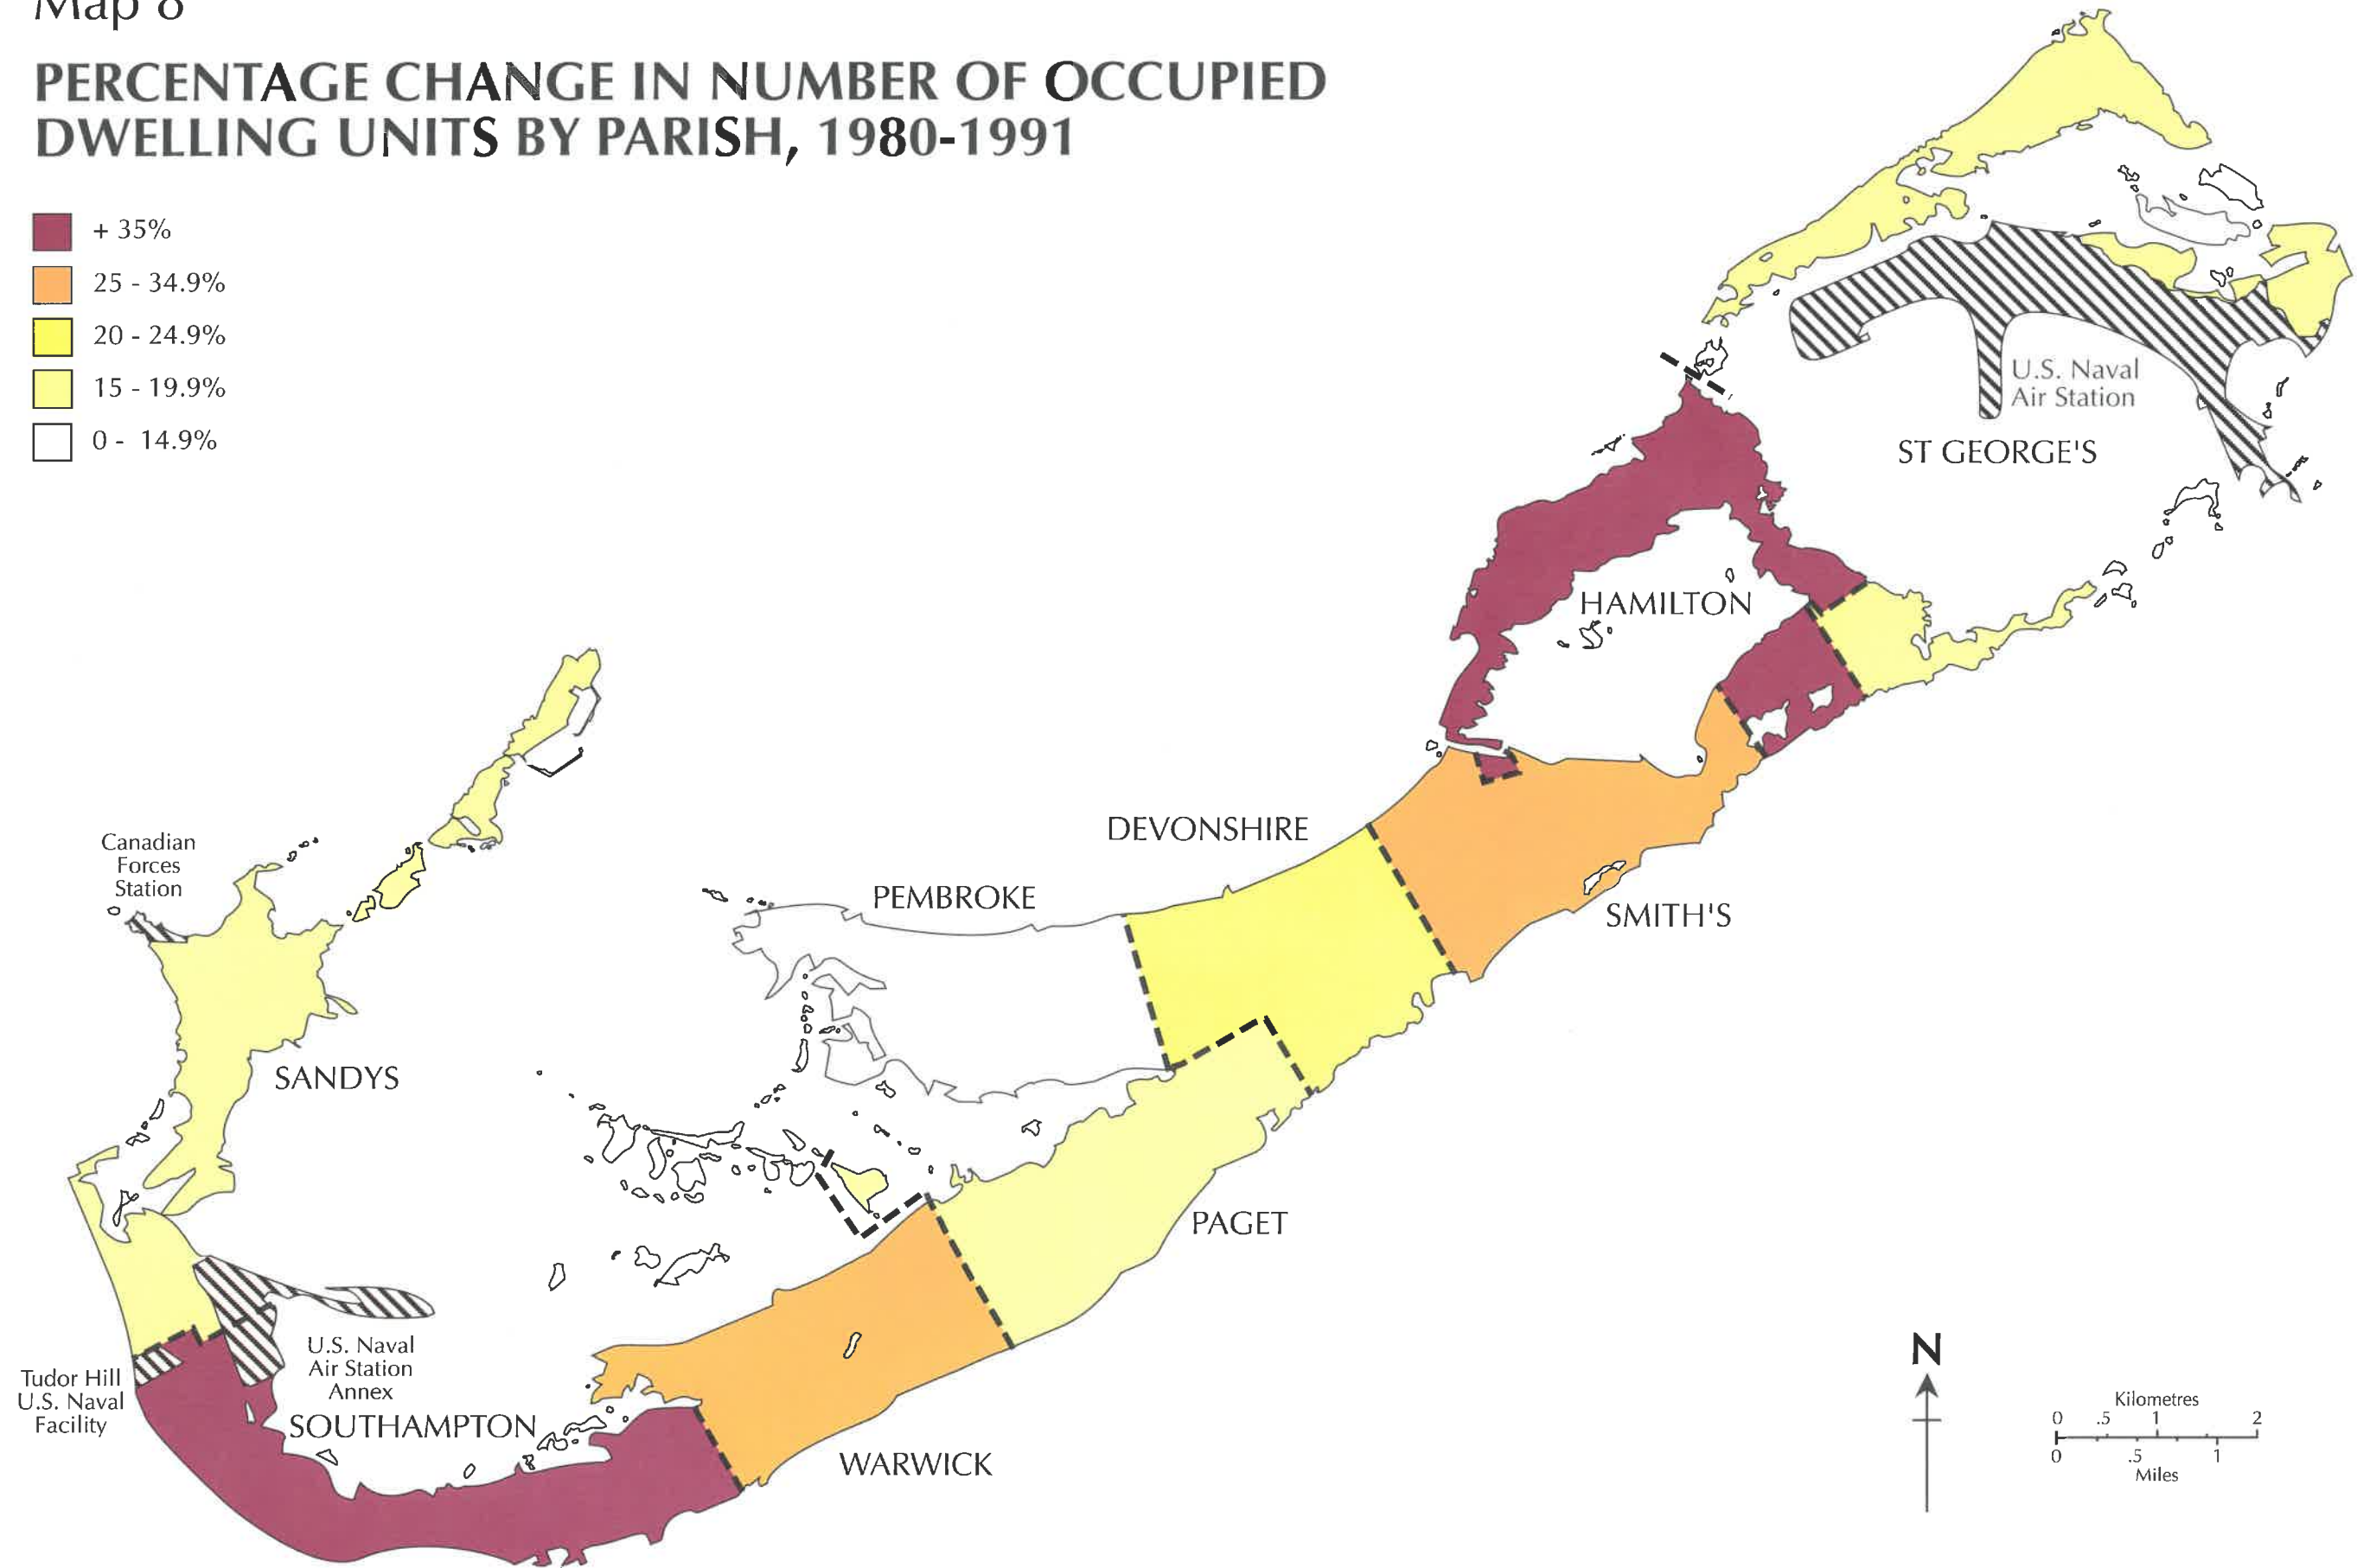 Map 8
PERCENTAGE CHANGE IN NUMBER OF OCCUPIED
DWELLING UNITS BY PARISH, 1980-1991
+ 35%
25 - 34.9%
20 - 24.9%
15 - 19.9%
0 - 14.9%
U.S. Naval
Air Station
ST GEORGE'S
HAMILTON
DEVONSHIRE
PEMBROKE
SMITH'S
Canadian
Forces
Station
SANDYS
PAGET
U.S. Naval
Air Station
Annex
Tudor Hill
U.S. Naval
Facility
SOUTHAMPTON
WARWICK
N
Kilometres
0 .5 1 2
0 .5 1
Miles